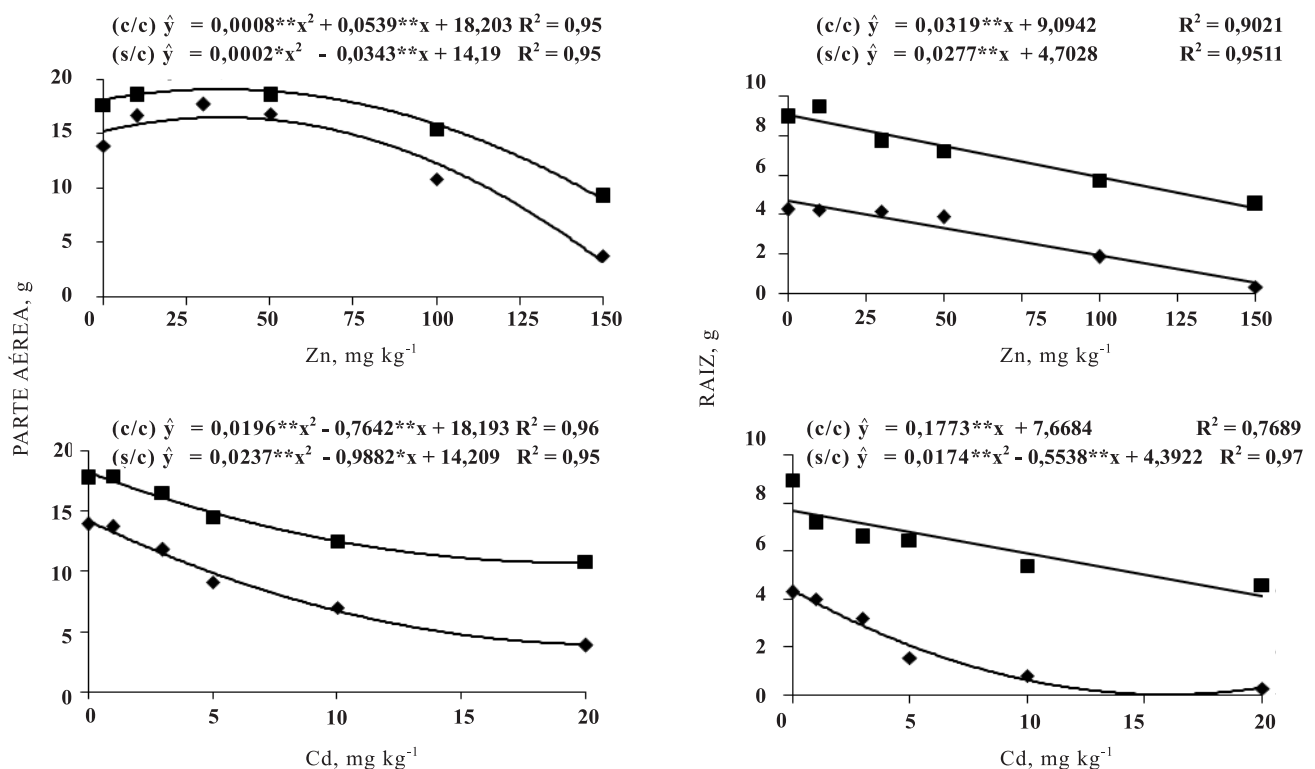 (c/c) ŷ = 0,0008**x² + 0,0539**x + 18,203 R² = 0,95
(s/c) ŷ = 0,0002*x² - 0,0343**x + 14,19 R² = 0,95
20
15
10
5
0
0 25 50 75 100 125 150
Zn, mg kg⁻¹
(c/c) ŷ = 0,0319**x + 9,0942 R² = 0,9021
(s/c) ŷ = 0,0277**x + 4,7028 R² = 0,9511
10
8
6
4
2
0
0 25 50 75 100 125 150
Zn, mg kg⁻¹
PARTE AÉREA, g
RAIZ, g
(c/c) ŷ = 0,0196**x² - 0,7642**x + 18,193 R² = 0,96
(s/c) ŷ = 0,0237**x² - 0,9882*x + 14,209 R² = 0,95
20
15
10
5
0
0 5 10 15 20
Cd, mg kg⁻¹
(c/c) ŷ = 0,1773**x + 7,6684 R² = 0,7689
(s/c) ŷ = 0,0174**x² - 0,5538**x + 4,3922 R² = 0,97
10
8
6
4
2
0
0 5 10 15 20
Cd, mg kg⁻¹